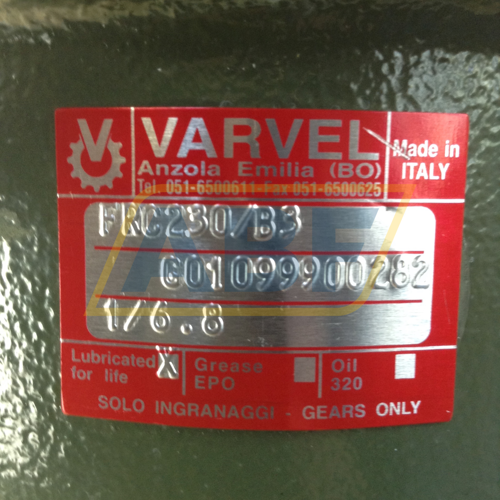 V VARVEL Made in ITALY
Anzola Emilia (BO)
Tel. 051-6500611-Fax 051-6500625
FRC230/B3
G01099900282
1/6.8
Lubricated for life X Grease EPO Oil 320
SOLO INGRANAGGI - GEARS ONLY